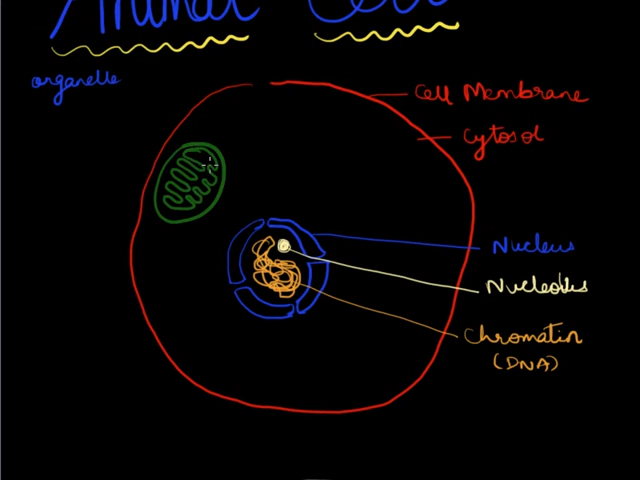 Animal Cell
organelle
Cell Membrane
Cytosol
Nucleus
Nucleolus
Chromatin
(DNA)